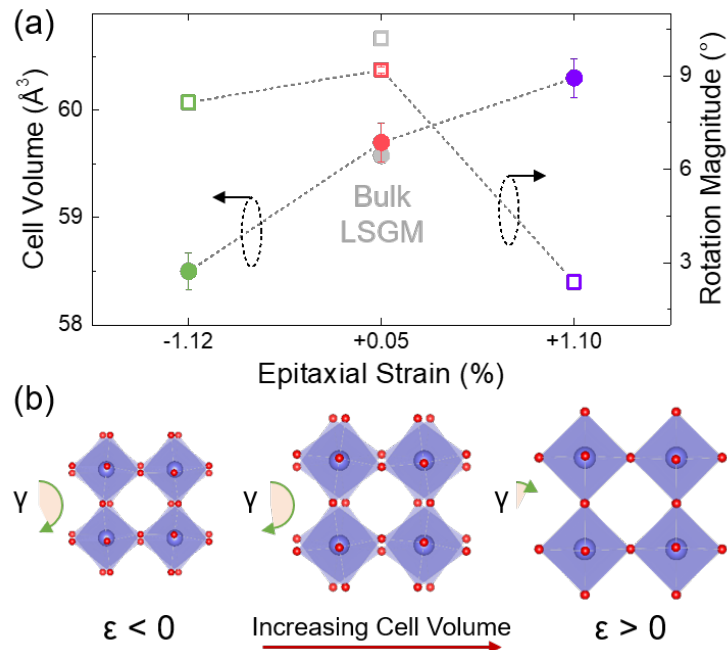 (a)
Cell Volume (Å³)
60
59
58
Bulk
LSGM
9
6
3
Rotation Magnitude (°)
-1.12
+0.05
+1.10
Epitaxial Strain (%)
(b)
γ
γ
γ
ε < 0
Increasing Cell Volume
ε > 0